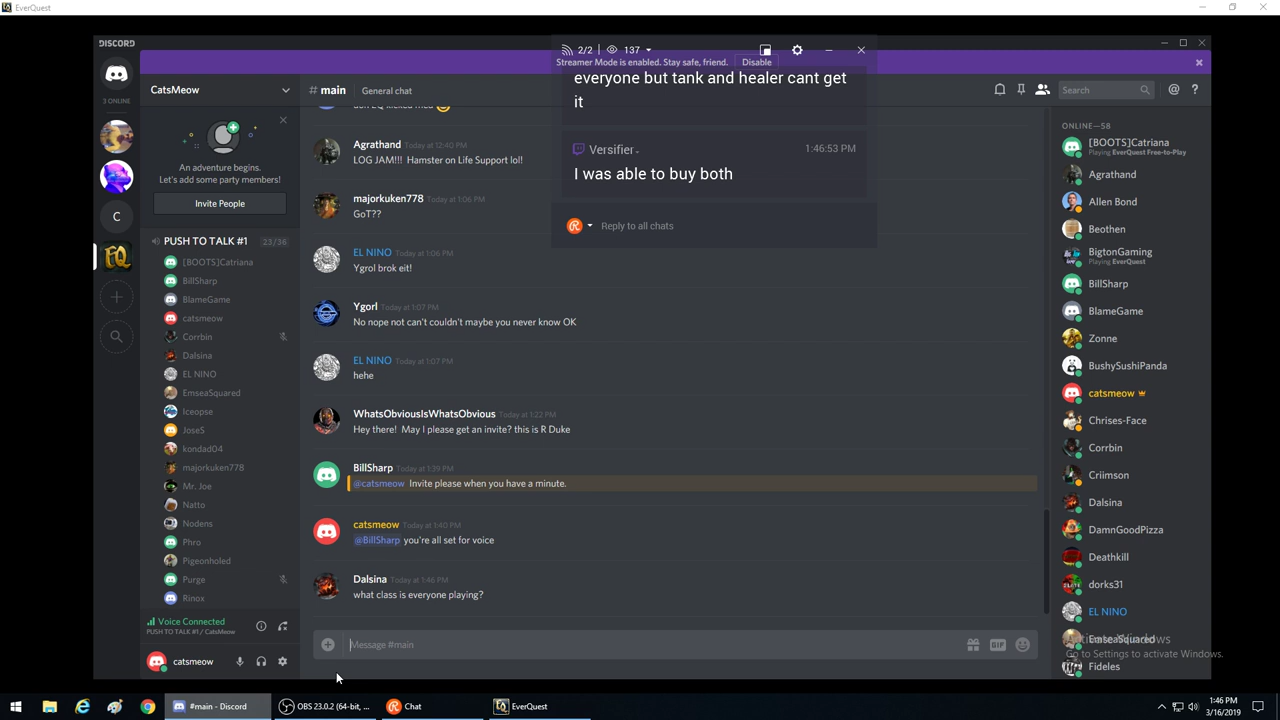 EverQuest
DISCORD
2/2 | 137
Streamer Mode is enabled. Stay safe, friend. Disable
3 ONLINE
C
CatsMeow
# main General chat
Search
An adventure begins.
Let's add some party members!
Invite People
PUSH TO TALK #1 23/36
[BOOTS]Catriana
BillSharp
BlameGame
catsmeow
Corrbin
Dalsina
EL NINO
EmseaSquared
Iceopse
JoseS
kondad04
majorkuken778
Mr. Joe
Natto
Nodens
Phro
Pigeonholed
Purge
Rinox
Voice Connected
PUSH TO TALK #1 / CatsMeow
catsmeow
everyone but tank and healer cant get
it
Versifier 1:46:53 PM
I was able to buy both
Reply to all chats
Agrathand Today at 12:40 PM
LOG JAM!!! Hamster on Life Support lol!
majorkuken778 Today at 1:06 PM
GoT??
EL NINO Today at 1:06 PM
Ygrol brok eit!
Ygorl Today at 1:07 PM
No nope not can't couldn't maybe you never know OK
EL NINO Today at 1:07 PM
hehe
WhatsObviousIsWhatsObvious Today at 1:22 PM
Hey there! May I please get an invite? this is R Duke
BillSharp Today at 1:39 PM
@catsmeow Invite please when you have a minute.
catsmeow Today at 1:40 PM
@BillSharp you're all set for voice
Dalsina Today at 1:46 PM
what class is everyone playing?
Message #main
GIF
ONLINE—58
[BOOTS]Catriana
Playing EverQuest Free-to-Play
Agrathand
Allen Bond
Beothen
BigtonGaming
Playing EverQuest
BillSharp
BlameGame
Zonne
BushySushiPanda
catsmeow
Chrises-Face
Corrbin
Criimson
Dalsina
DamnGoodPizza
Deathkill
dorks31
EL NINO
EmseaSquared
Fideles
Activate Windows
Go to Settings to activate Windows.
#main - Discord
OBS 23.0.2 (64-bit, ...
Chat
EverQuest
1:46 PM
3/16/2019